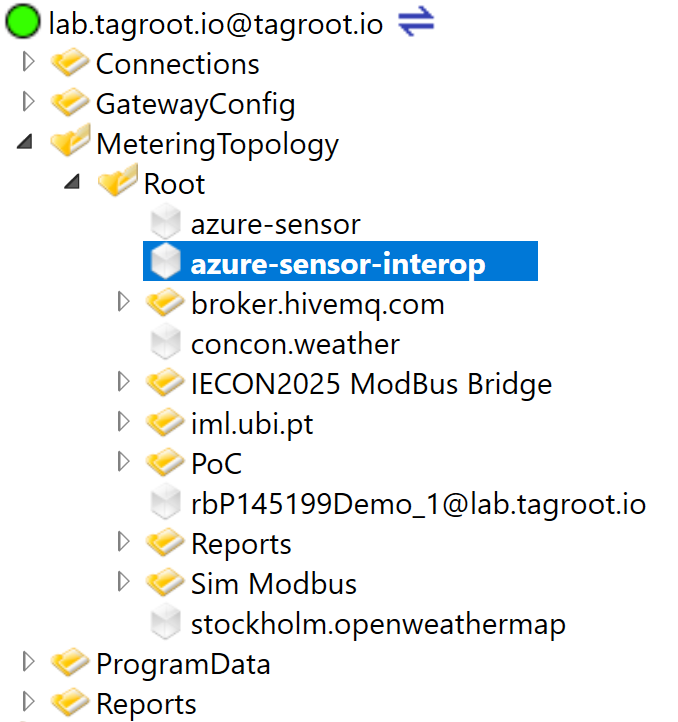 lab.tagroot.io@tagroot.io
Connections
GatewayConfig
MeteringTopology
Root
azure-sensor
azure-sensor-interop
broker.hivemq.com
concon.weather
IECON2025 ModBus Bridge
iml.ubi.pt
PoC
rbP145199Demo_1@lab.tagroot.io
Reports
Sim Modbus
stockholm.openweathermap
ProgramData
Reports